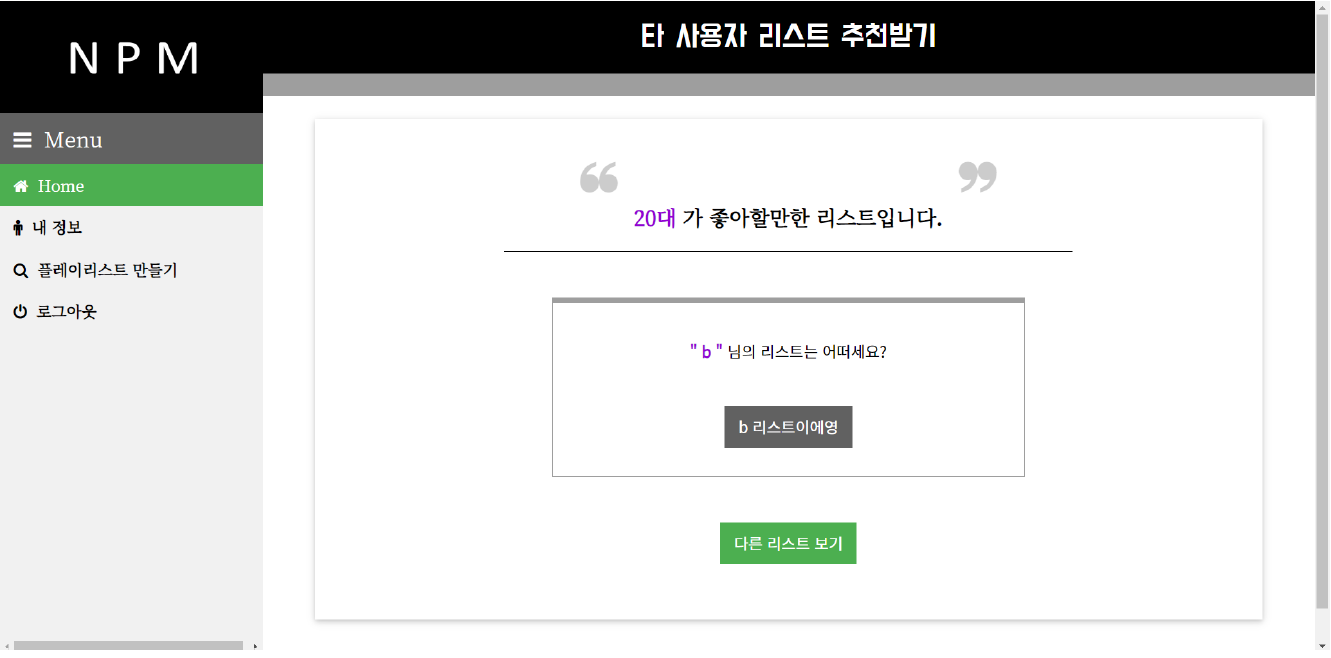 N P M
타 사용자 리스트 추천받기
Menu
Home
내 정보
플레이리스트 만들기
로그아웃
❝ ❞
20대 가 좋아할만한 리스트입니다.
" b " 님의 리스트는 어떠세요?
b 리스트이에영
다른 리스트 보기